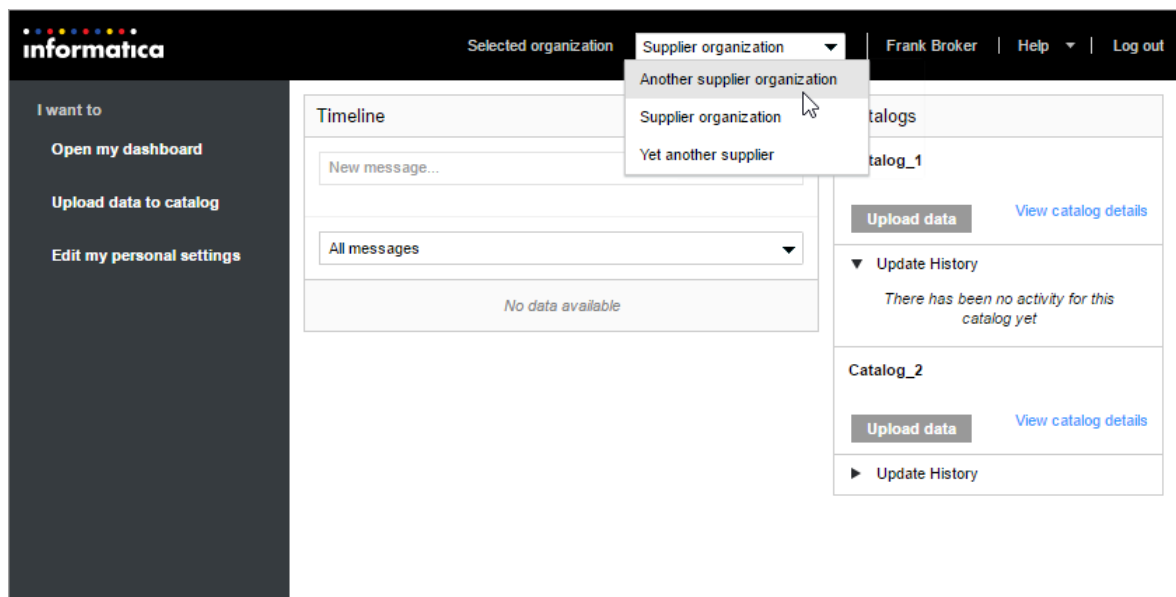 informatica
Selected organization Supplier organization Frank Broker | Help | Log out
Another supplier organization
Supplier organization
Yet another supplier
I want to
Open my dashboard
Upload data to catalog
Edit my personal settings
Timeline
New message...
All messages
No data available
talogs
talog_1
Upload data View catalog details
Update History
There has been no activity for this
catalog yet
Catalog_2
Upload data View catalog details
Update History